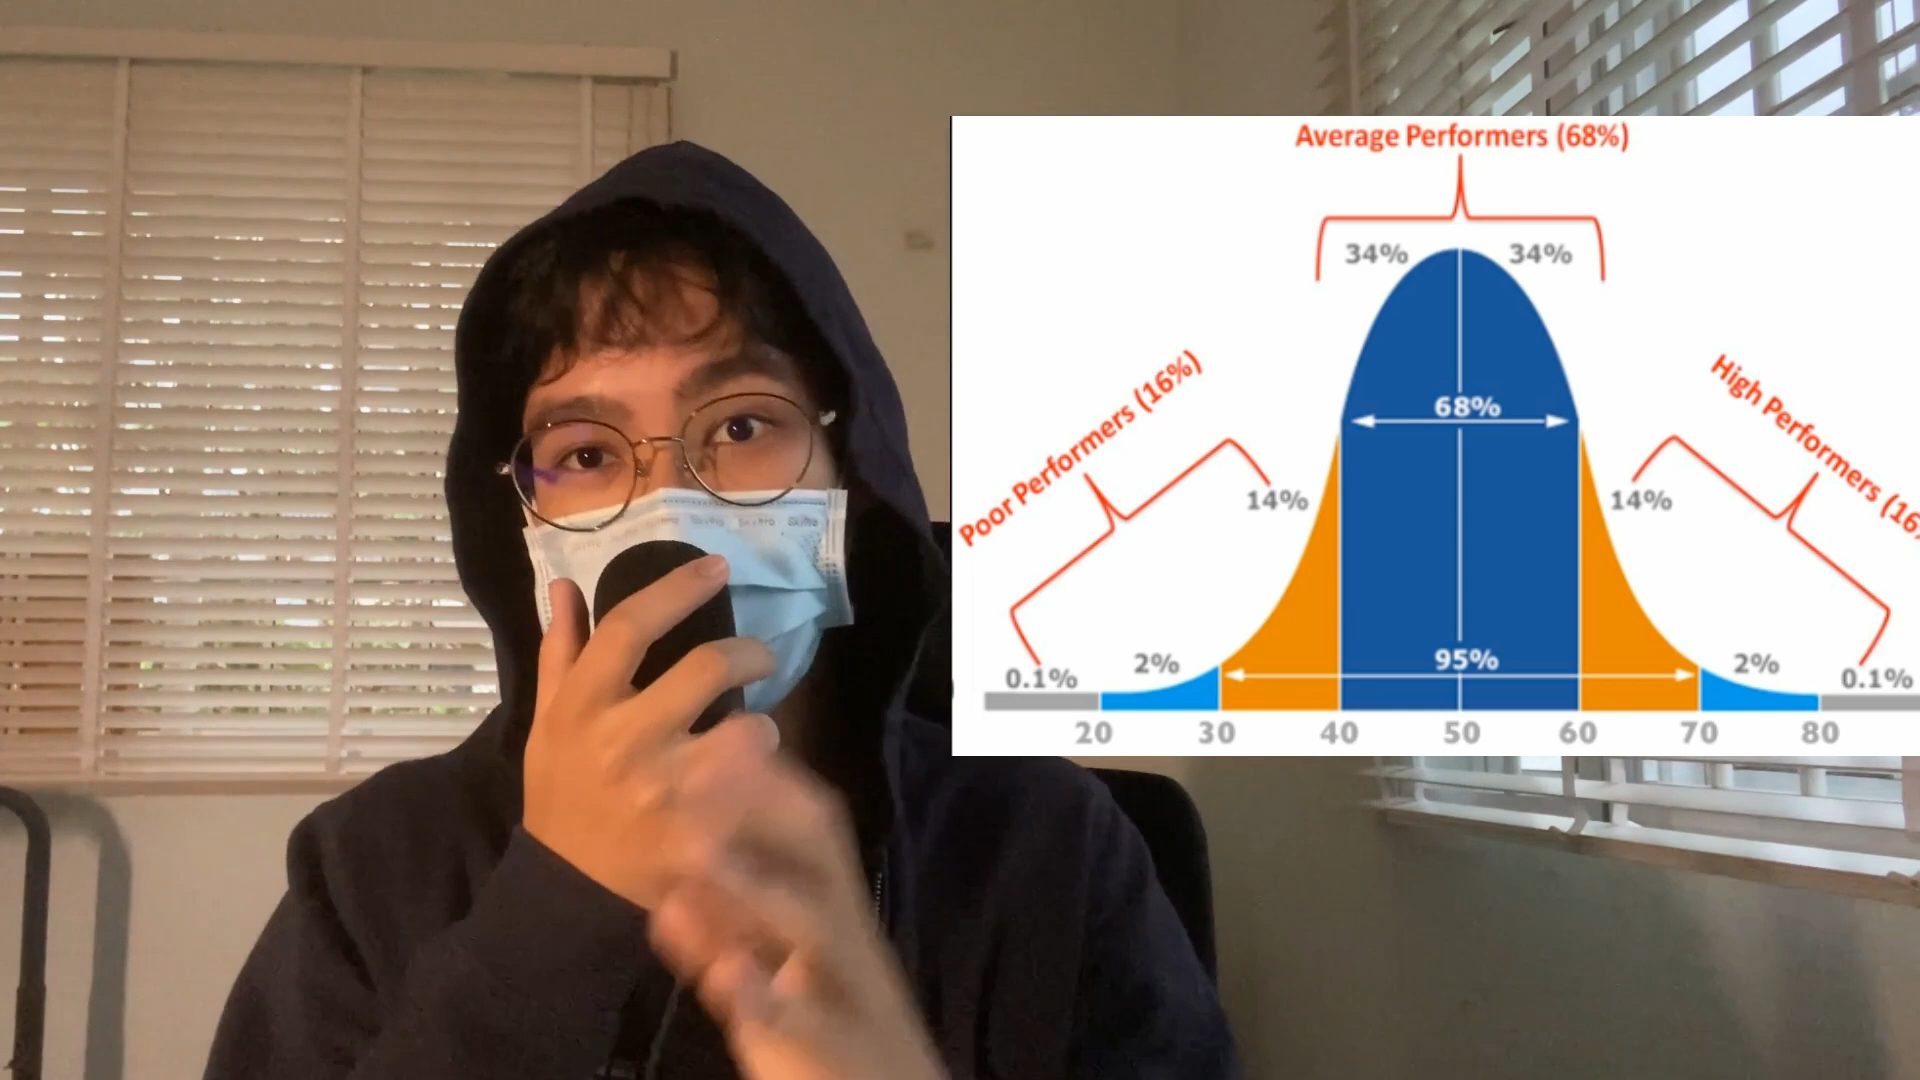 Average Performers (68%)
34% 34%
Poor Performers (16%)
High Performers (16%
68%
14% 14%
95%
0.1% 2% 2% 0.1%
20 30 40 50 60 70 80